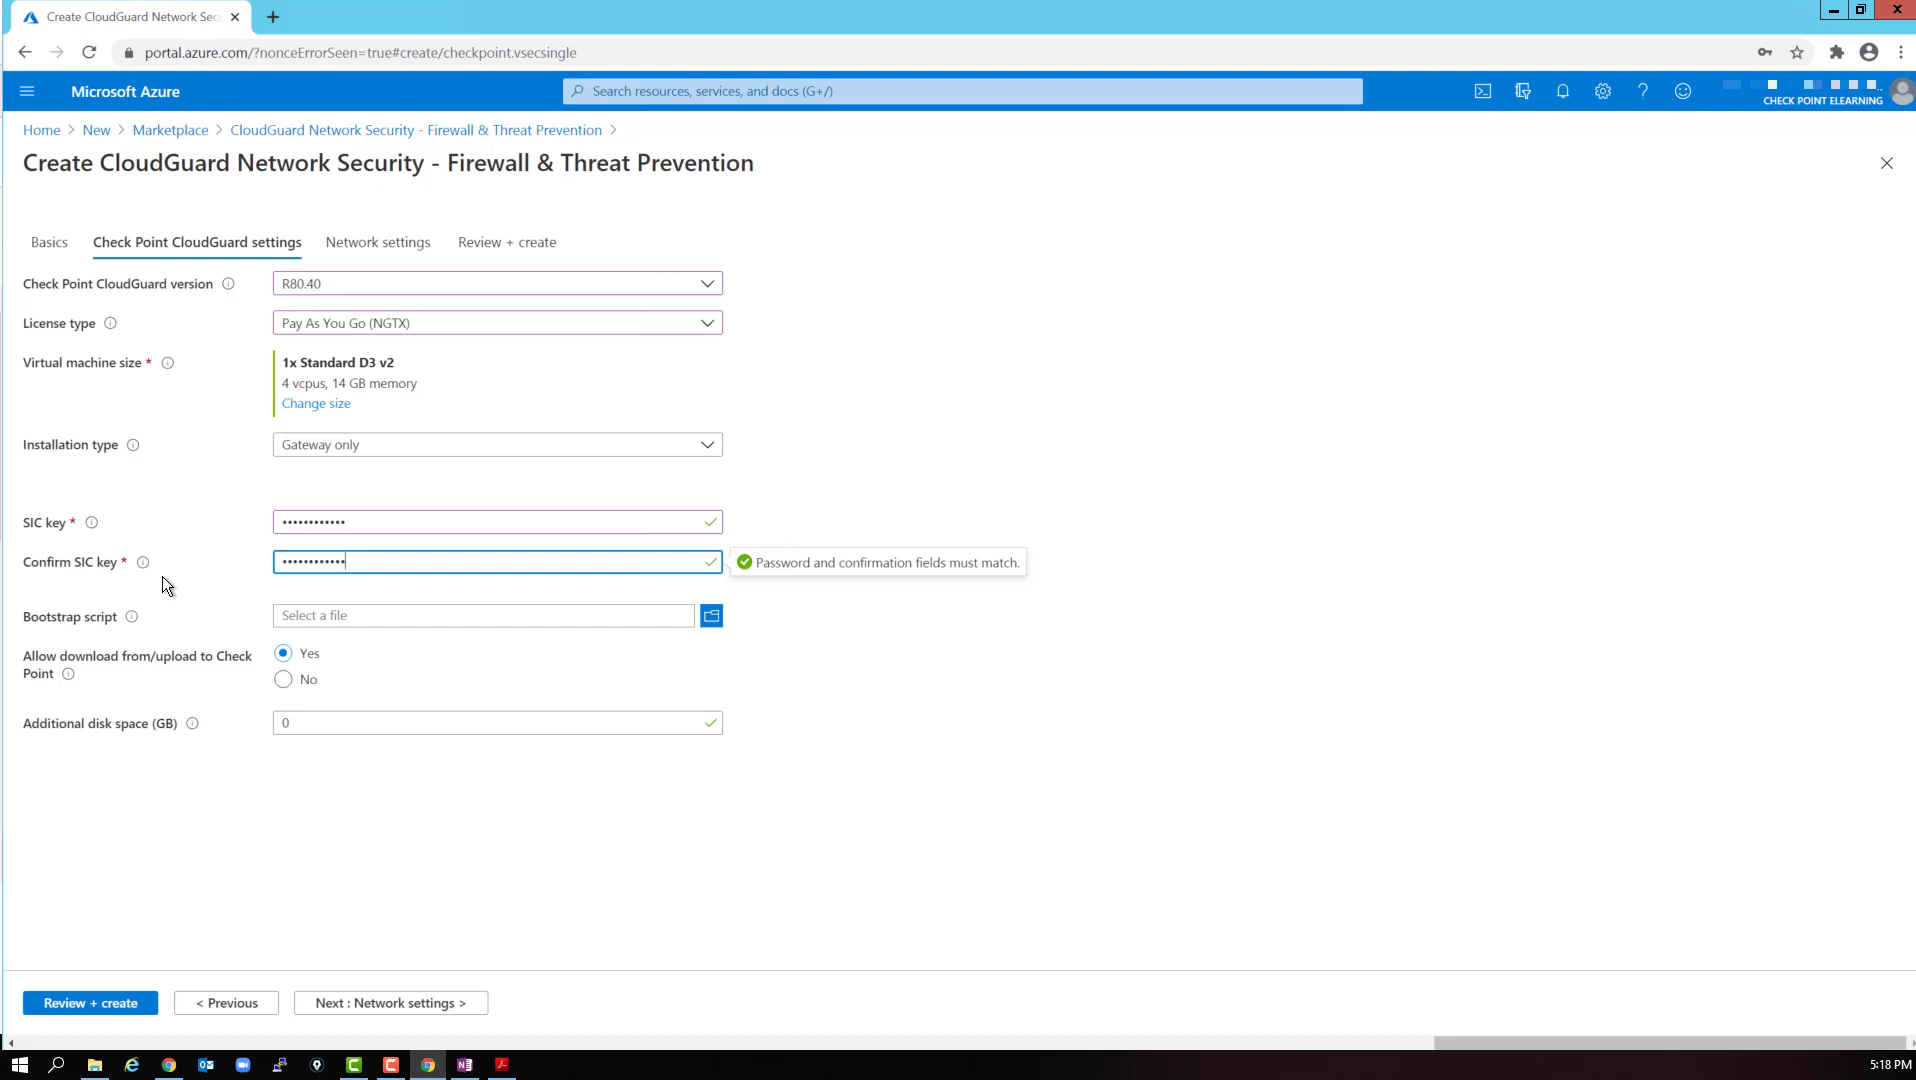 Create CloudGuard Network Sec
portal.azure.com/?nonceErrorSeen=true#create/checkpoint.vsecsingle
Microsoft Azure
Search resources, services, and docs (G+/)
CHECK POINT ELEARNING
Home > New > Marketplace > CloudGuard Network Security - Firewall & Threat Prevention >
Create CloudGuard Network Security - Firewall & Threat Prevention
Basics Check Point CloudGuard settings Network settings Review + create
Check Point CloudGuard version R80.40
License type Pay As You Go (NGTX)
Virtual machine size * 1x Standard D3 v2
4 vcpus, 14 GB memory
Change size
Installation type Gateway only
SIC key * ••••••••••••
Confirm SIC key * •••••••••••• Password and confirmation fields must match.
Bootstrap script Select a file
Allow download from/upload to Check Yes
Point
No
Additional disk space (GB) 0
Review + create < Previous Next : Network settings >
5:18 PM